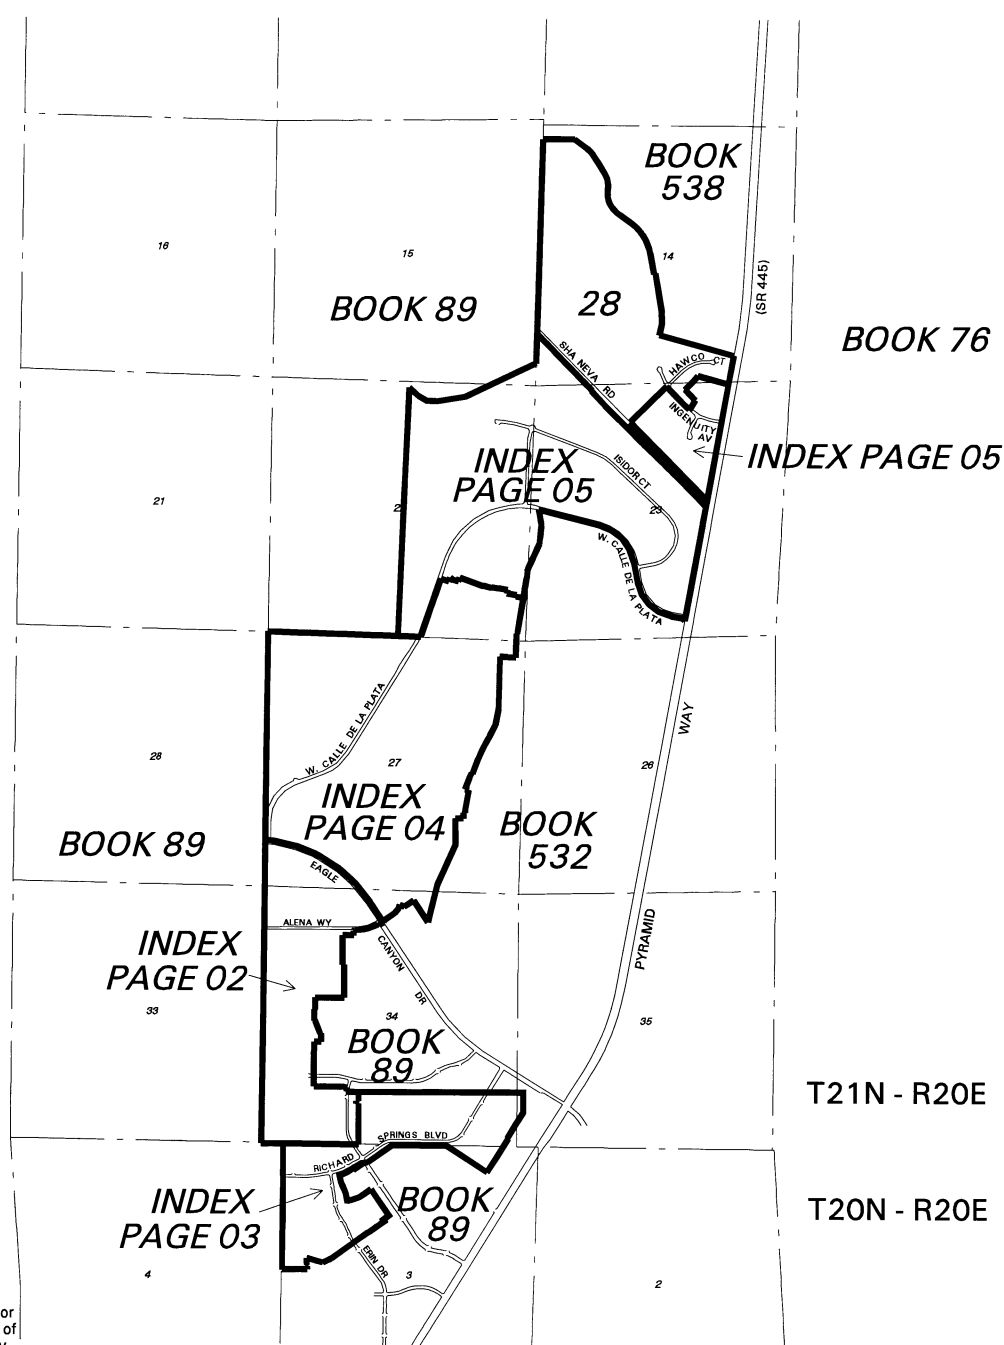 BOOK
538
16
15
14
(SR 445)
28
BOOK 89
BOOK 76
SHA NEVA RD
HAWCO CT
INGENUITY
AV
INDEX PAGE 05
INDEX
PAGE 05
ISIDOR CT
21
2
23
W. CALLE DE LA PLATA
W. CALLE DE LA PLATA
WAY
28
27
26
INDEX
PAGE 04
BOOK
532
BOOK 89
EAGLE
ALENA WY
CANYON
DR
PYRAMID
INDEX
PAGE 02
33
34
35
BOOK
89
T21N - R20E
SPRINGS BLVD
RICHARD
INDEX
PAGE 03
BOOK
89
T20N - R20E
ERIN DR
4
3
2
or
of